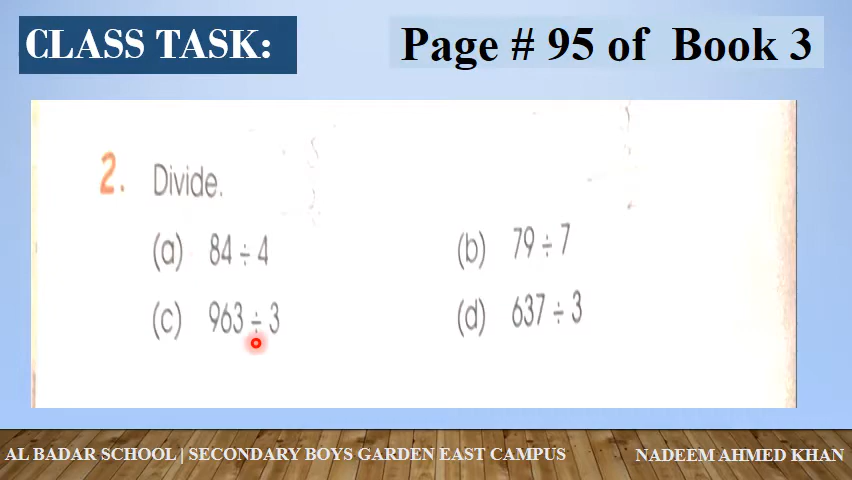 CLASS TASK:
Page # 95 of Book 3
2. Divide.
(a) 84 ÷ 4 (b) 79 ÷ 7
(c) 963 ÷ 3 (d) 637 ÷ 3
AL BADAR SCHOOL | SECONDARY BOYS GARDEN EAST CAMPUS NADEEM AHMED KHAN